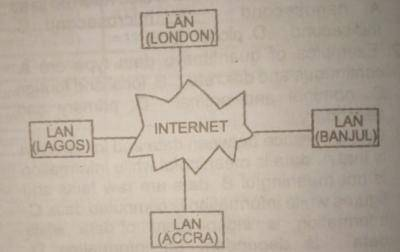 LAN
(LONDON)
LAN
(LAGOS)
INTERNET
LAN
(BANJUL)
LAN
(ACCRA)